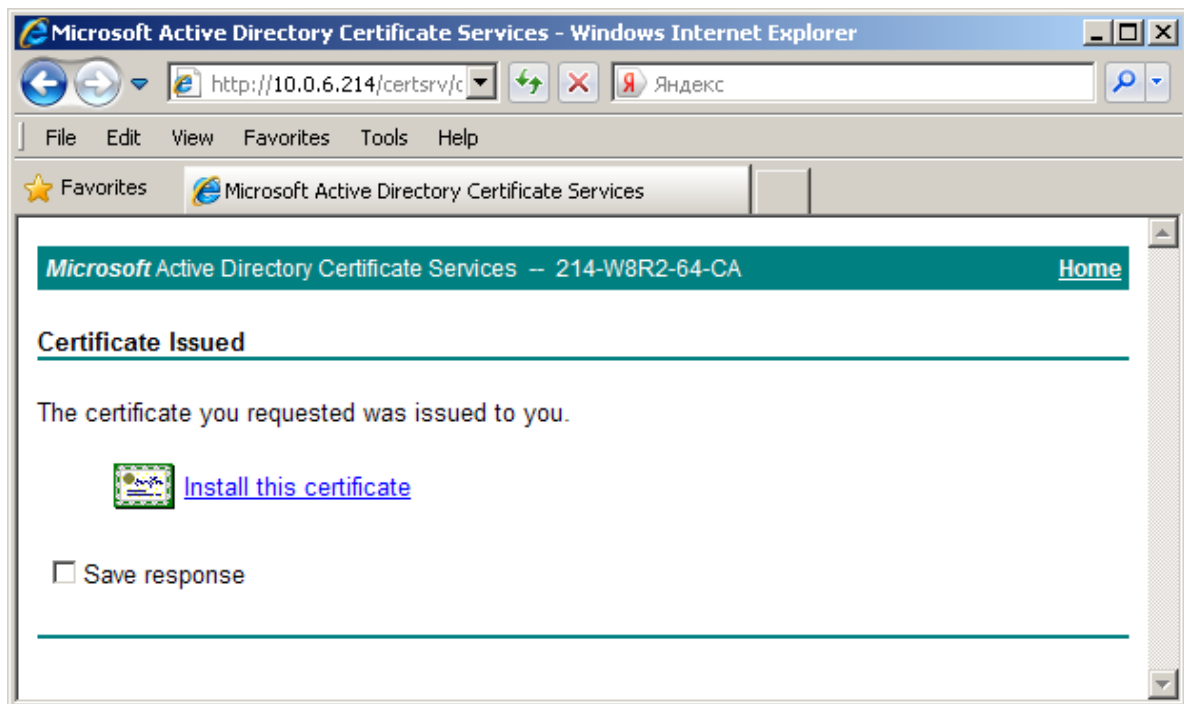 Microsoft Active Directory Certificate Services - Windows Internet Explorer
http://10.0.6.214/certsrv/c Яндекс
File Edit View Favorites Tools Help
Favorites Microsoft Active Directory Certificate Services
Microsoft Active Directory Certificate Services -- 214-W8R2-64-CA Home
Certificate Issued
The certificate you requested was issued to you.
Install this certificate
Save response